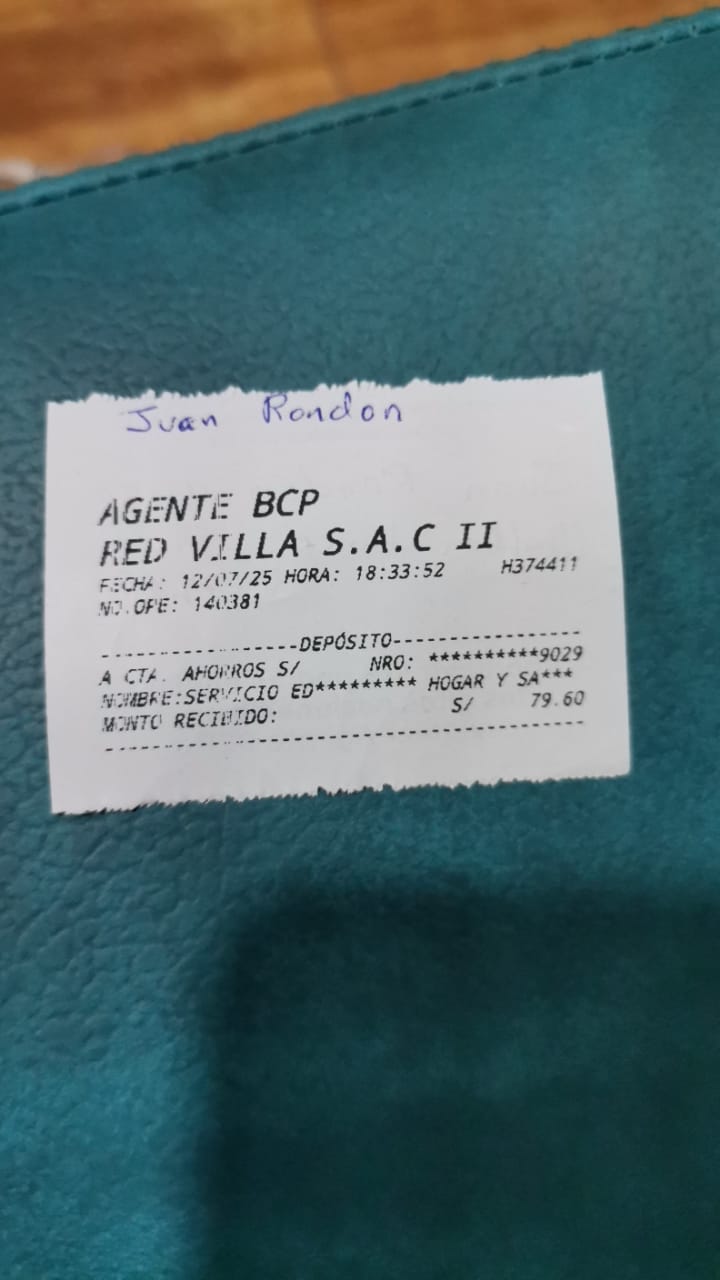 Juan Rondon
AGENTE BCP
RED VILLA S.A.C II
FECHA: 12/07/25 HORA: 18:33:52 H374411
NO.OPE: 140381
------------------DEPÓSITO-----------------
A CTA. AHORROS S/ NRO: **********9029
NOMBRE:SERVICIO ED********* HOGAR Y SA***
MONTO RECIBIDO: S/ 79.60